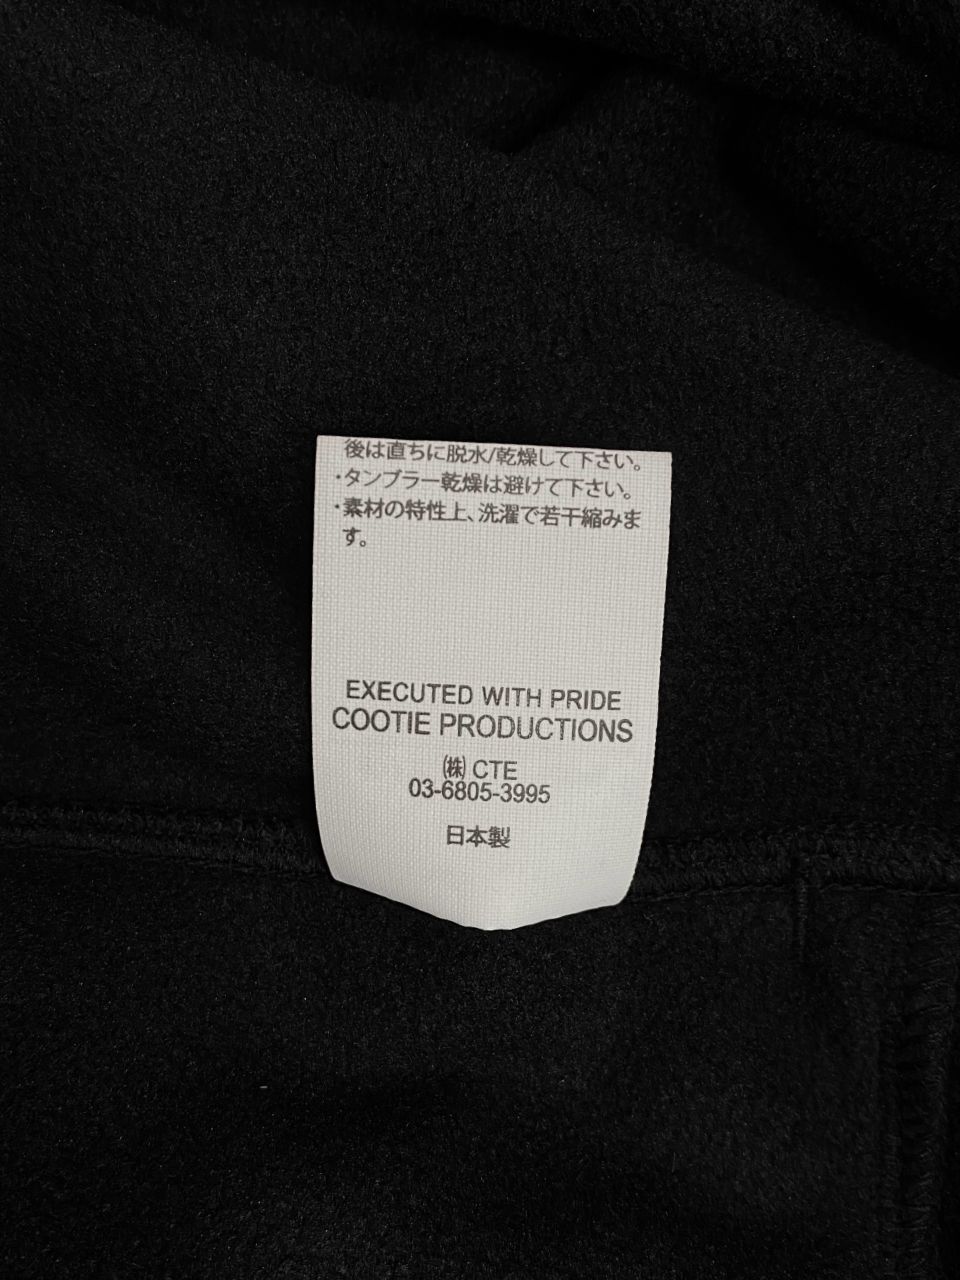 後は直ちに脱水/乾燥して下さい。
・タンブラー乾燥は避けて下さい。
・素材の特性上、洗濯で若干縮みま
す。
EXECUTED WITH PRIDE
COOTIE PRODUCTIONS
㈱ CTE
03-6805-3995
日本製